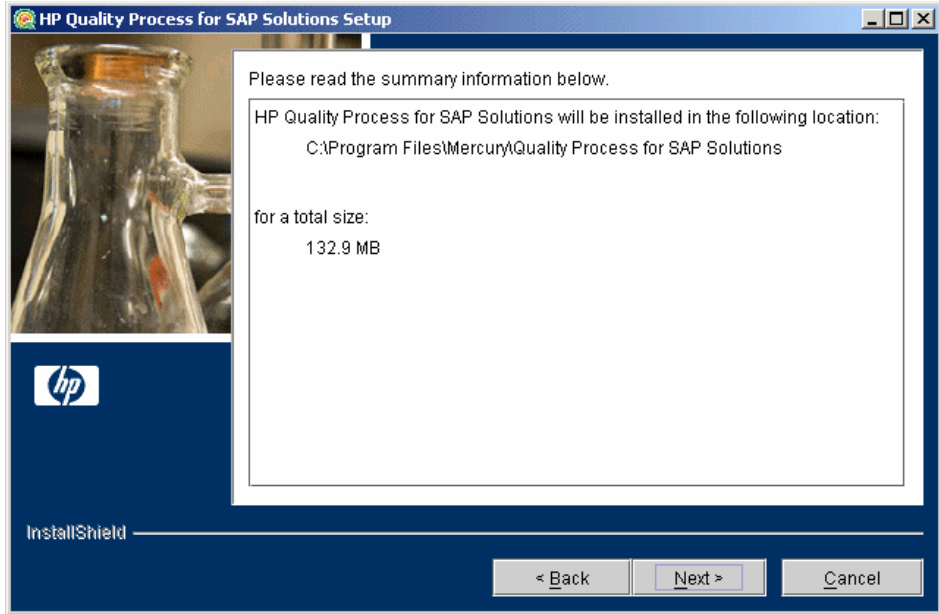 HP Quality Process for SAP Solutions Setup
Please read the summary information below.
HP Quality Process for SAP Solutions will be installed in the following location:
C:\Program Files\Mercury\Quality Process for SAP Solutions
for a total size:
132.9 MB
hp
InstallShield
< Back
Next >
Cancel